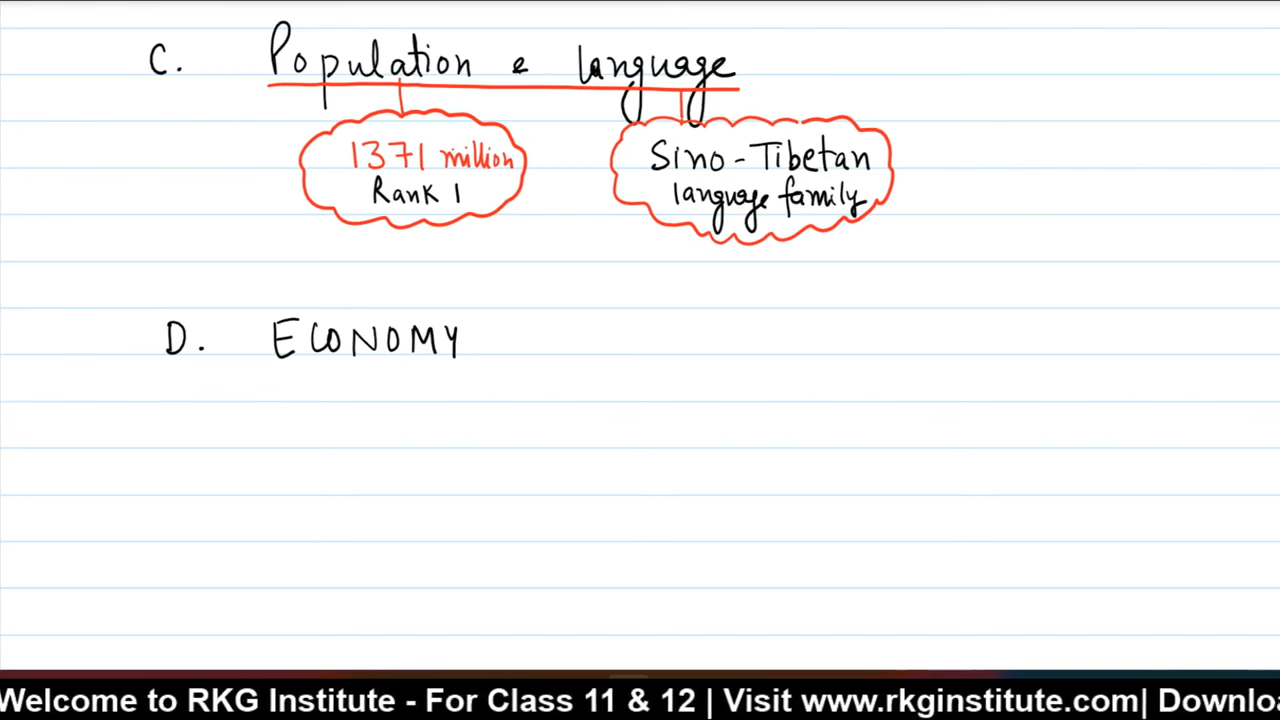 C. Population & language
1371 million
Rank 1
Sino-Tibetan
language family
D. ECONOMY
Welcome to RKG Institute - For Class 11 & 12 | Visit www.rkginstitute.com| Downlo